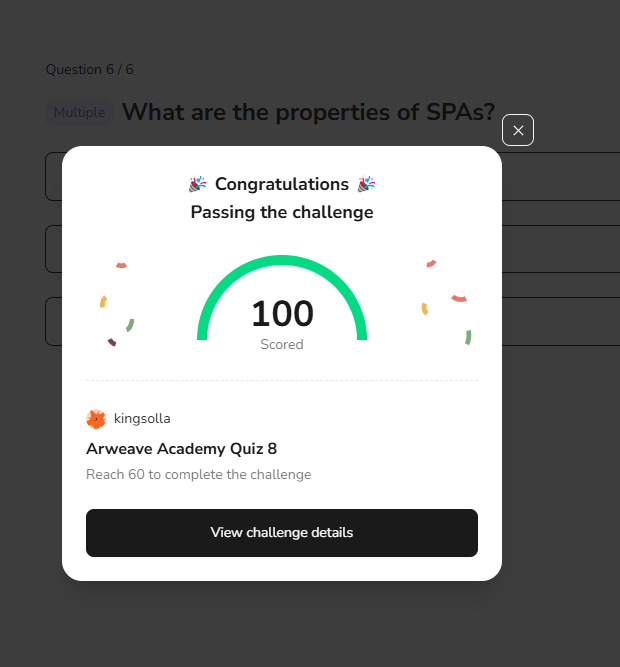 Question 6 / 6
Multiple What are the properties of SPAs?
Congratulations
Passing the challenge
100
Scored
kingsolla
Arweave Academy Quiz 8
Reach 60 to complete the challenge
View challenge details